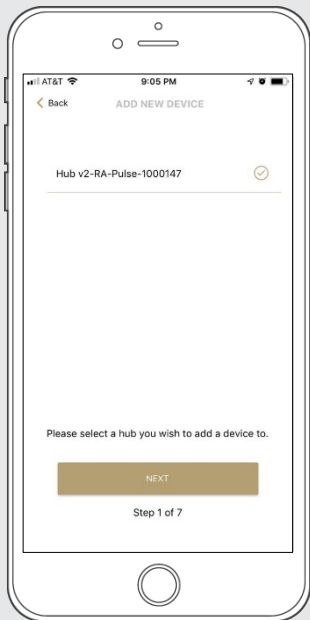 AT&T
9:05 PM
Back
ADD NEW DEVICE
Hub v2-RA-Pulse-1000147
Please select a hub you wish to add a device to.
NEXT
Step 1 of 7